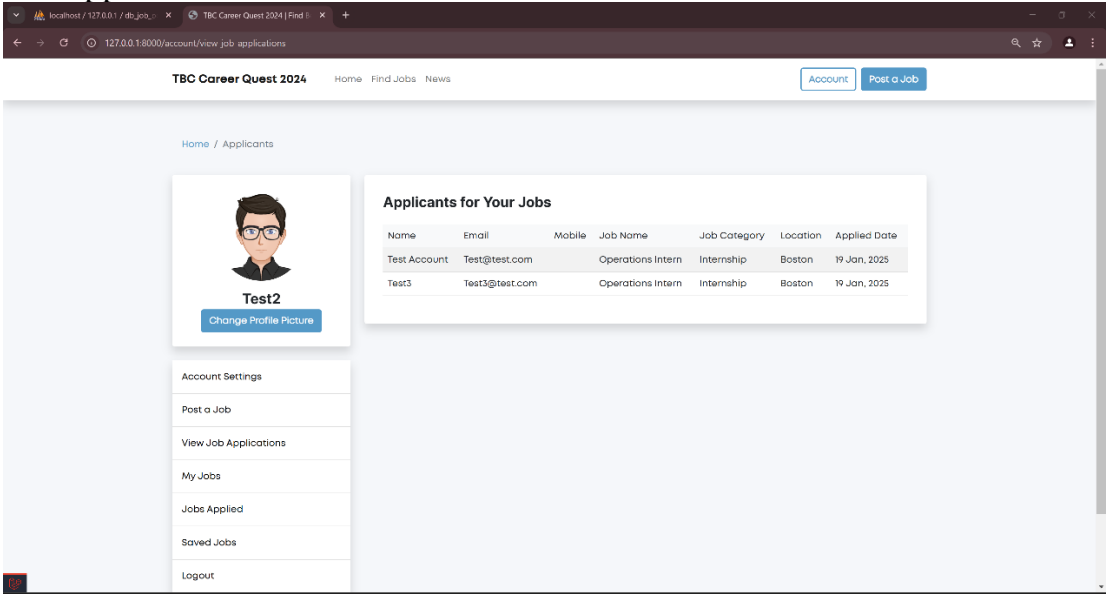 localhost / 127.0.0.1 / db_job_p
TBC Career Quest 2024 | Find B
127.0.0.1:8000/account/view job applications
TBC Career Quest 2024 Home Find Jobs News Account Post a Job
Home / Applicants
Applicants for Your Jobs
Name Email Mobile Job Name Job Category Location Applied Date
Test Account Test@test.com Operations Intern Internship Boston 19 Jan, 2025
Test3 Test3@test.com Operations Intern Internship Boston 19 Jan, 2025
Test2
Change Profile Picture
Account Settings
Post a Job
View Job Applications
My Jobs
Jobs Applied
Saved Jobs
Logout